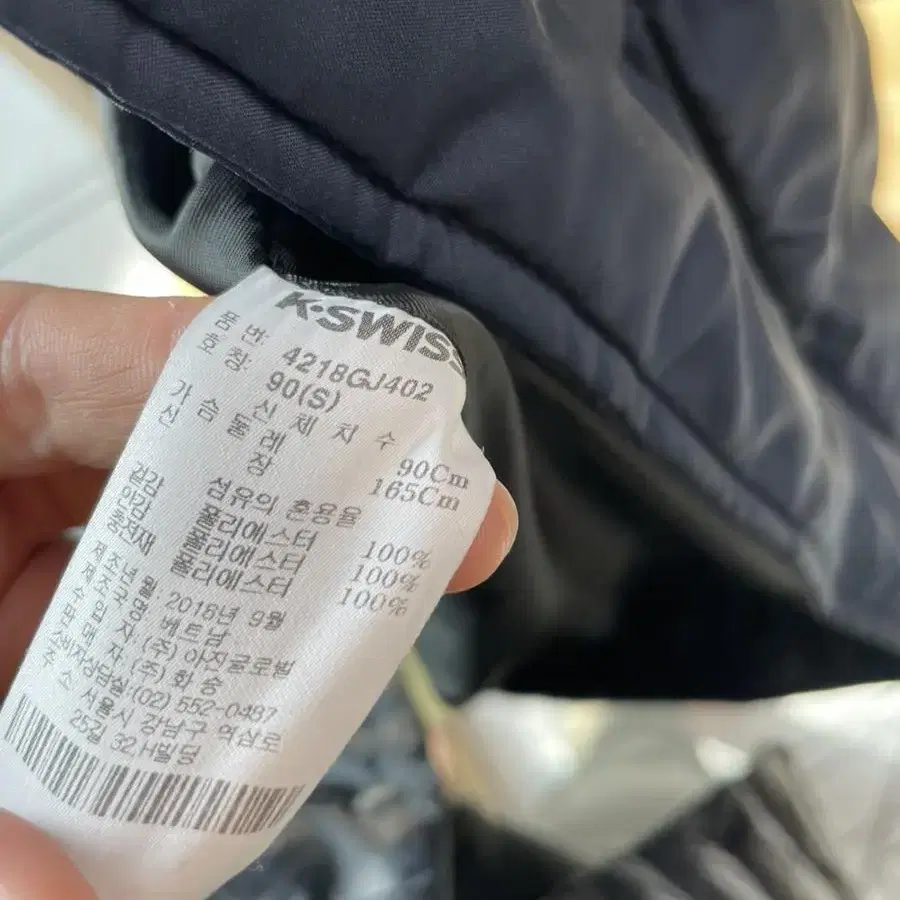 K·SWISS
품 번: 4218GJ402
호 칭: 90(S)
신 체 치 수
가 슴 둘 레 90Cm
신 장 165Cm
섬유의 혼용율
겉감 폴리에스터 100%
안감 폴리에스터 100%
충전재 폴리에스터 100%
제조년월: 2018년 9월
제조국명: 베트남
수 입 자 (주) 아지글로벌
판 매 자 (주) 화 승
소비자상담실:(02) 552-0487
주 소 서울시 강남구 역삼로
25길 32 H빌딩